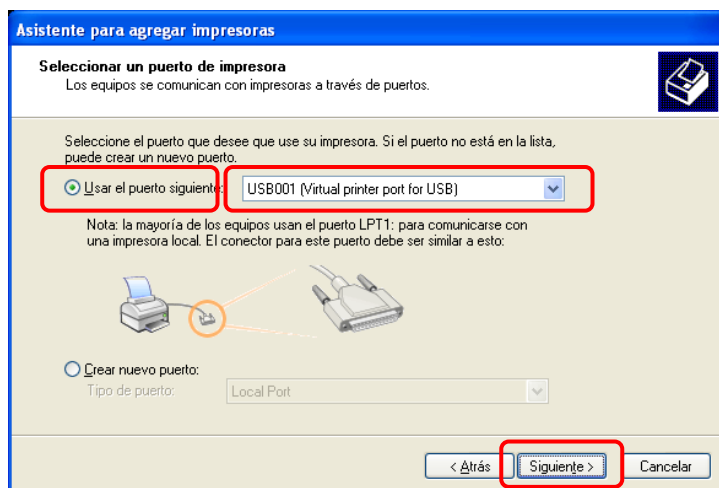 Asistente para agregar impresoras
Seleccionar un puerto de impresora
Los equipos se comunican con impresoras a través de puertos.
Seleccione el puerto que desee que use su impresora. Si el puerto no está en la lista,
puede crear un nuevo puerto.
Usar el puerto siguiente: USB001 (Virtual printer port for USB)
Nota: la mayoría de los equipos usan el puerto LPT1: para comunicarse con
una impresora local. El conector para este puerto debe ser similar a esto:
Crear nuevo puerto:
Tipo de puerto: Local Port
< Atrás Siguiente > Cancelar